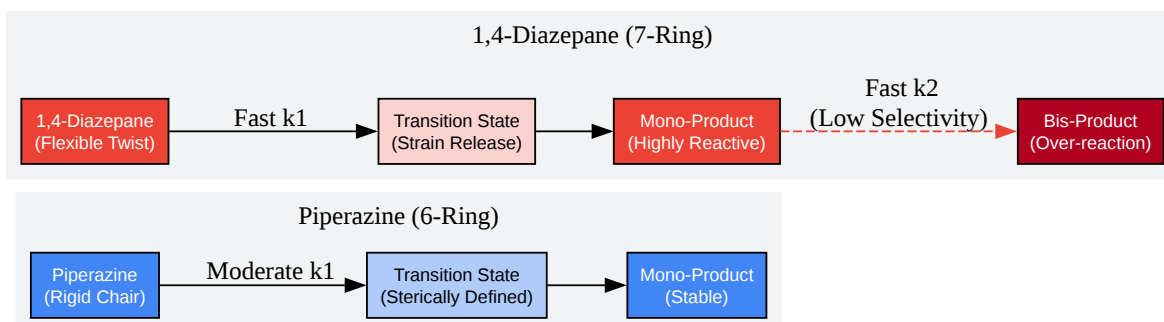 1,4-Diazepane (7-Ring)
1,4-Diazepane
(Flexible Twist)
Fast k1
Transition State
(Strain Release)
Mono-Product
(Highly Reactive)
Fast k2
(Low Selectivity)
Bis-Product
(Over-reaction)
Piperazine (6-Ring)
Piperazine
(Rigid Chair)
Moderate k1
Transition State
(Sterically Defined)
Mono-Product
(Stable)